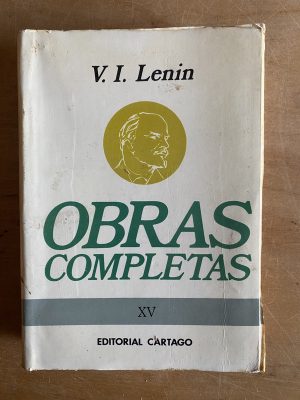 V. I. Lenin
OBRAS
COMPLETAS
XV
EDITORIAL CARTAGO